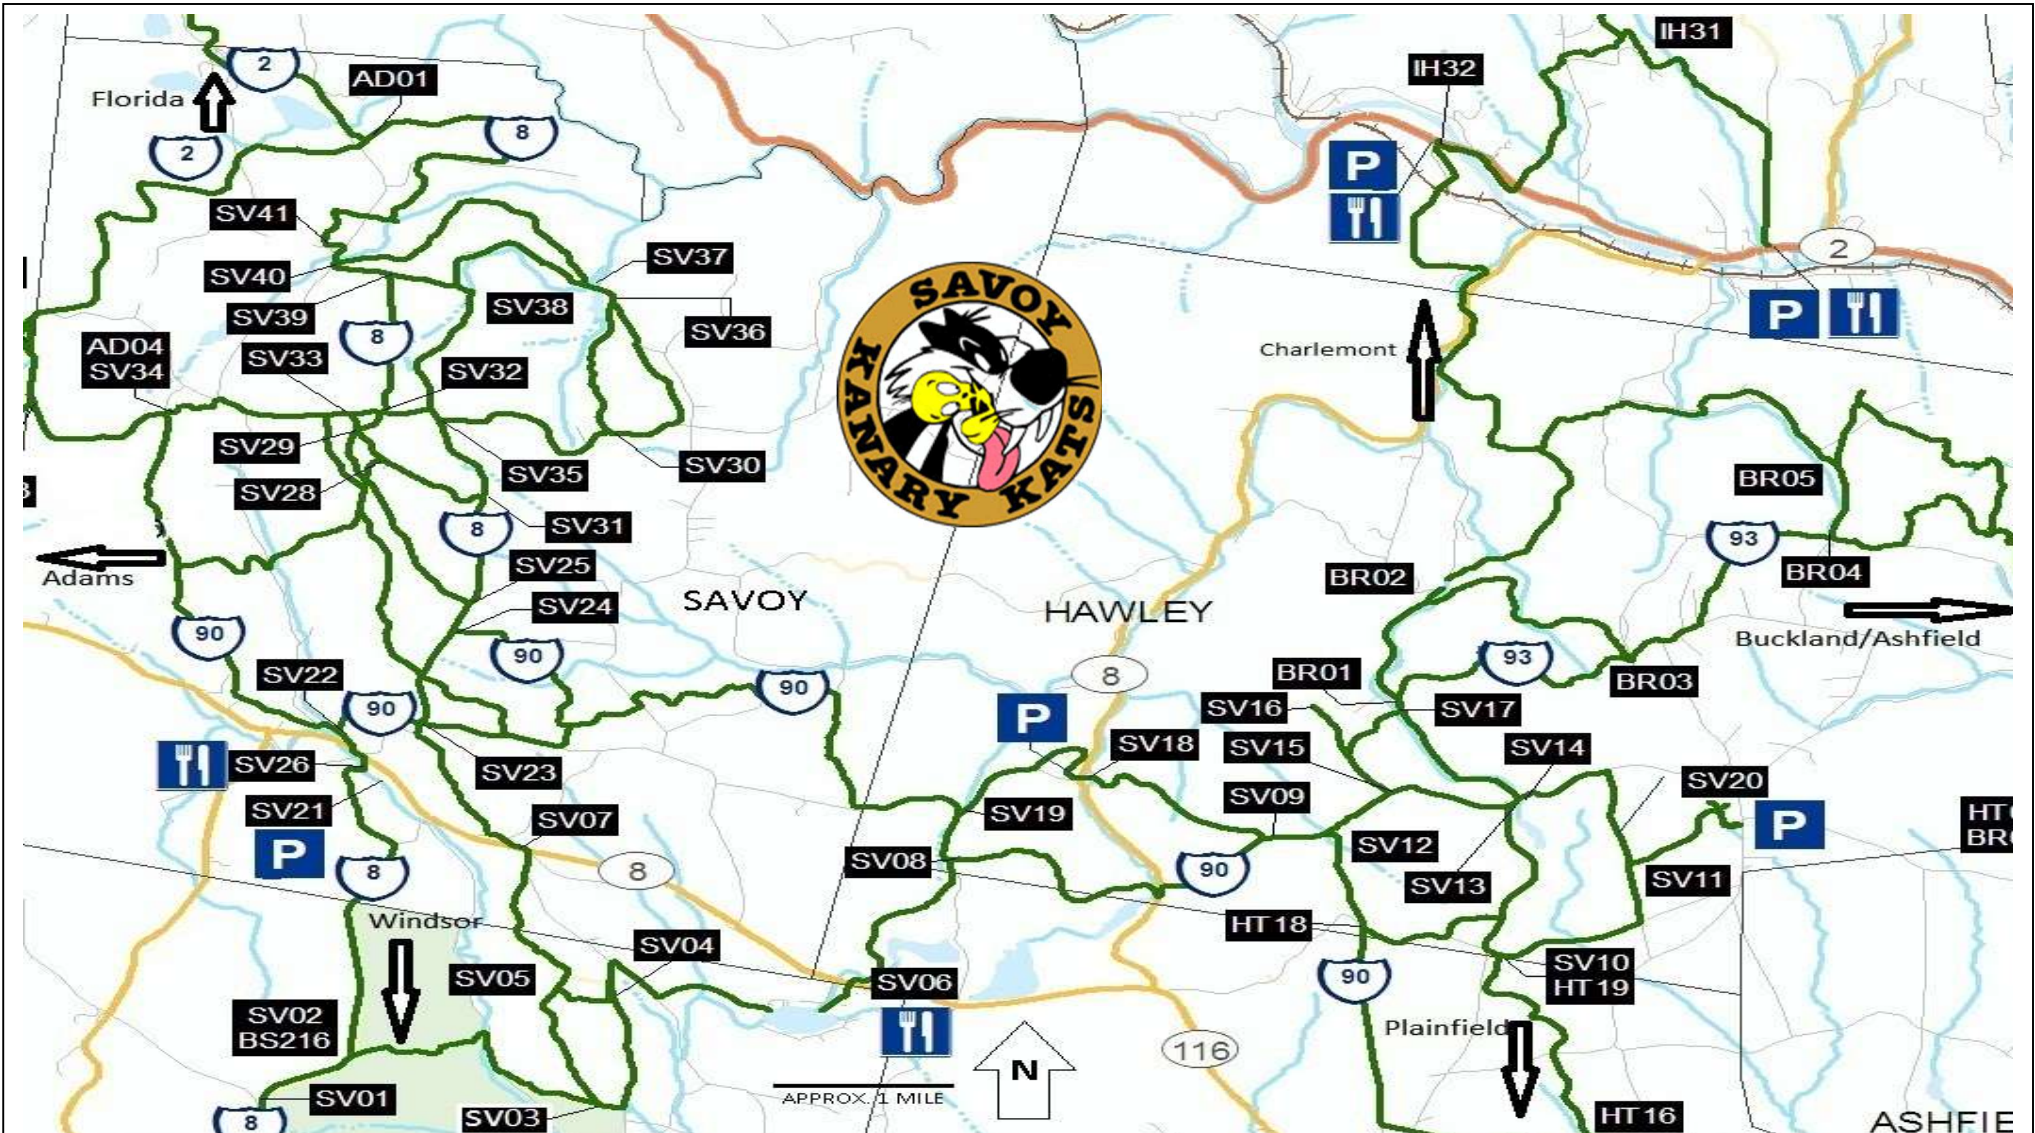 IH31
2
AD01
IH32
Florida
8
2
P
SV41
SV37
2
SV40
SV38
SAVOY KANARY KATS
SV39
SV36
P
8
AD04
SV34
SV33
SV32
Charlemont
SV29
SV30
SV35
BR05
SV28
SV31
8
93
Adams
SV25
BR02
BR04
SV24
SAVOY
HAWLEY
90
Buckland/Ashfield
90
93
SV22
8
BR01
BR03
90
90
SV16
SV17
P
SV18
SV15
SV14
SV26
SV23
SV20
SV21
SV09
SV19
SV07
P
HT
BR
P
SV12
SV08
8
8
90
SV13
SV11
Windsor
HT18
SV04
SV05
SV06
90
SV10
HT19
SV02
BS216
Plainfield
116
N
SV01
APPROX. 1 MILE
SV03
8
HT16
ASHFIE